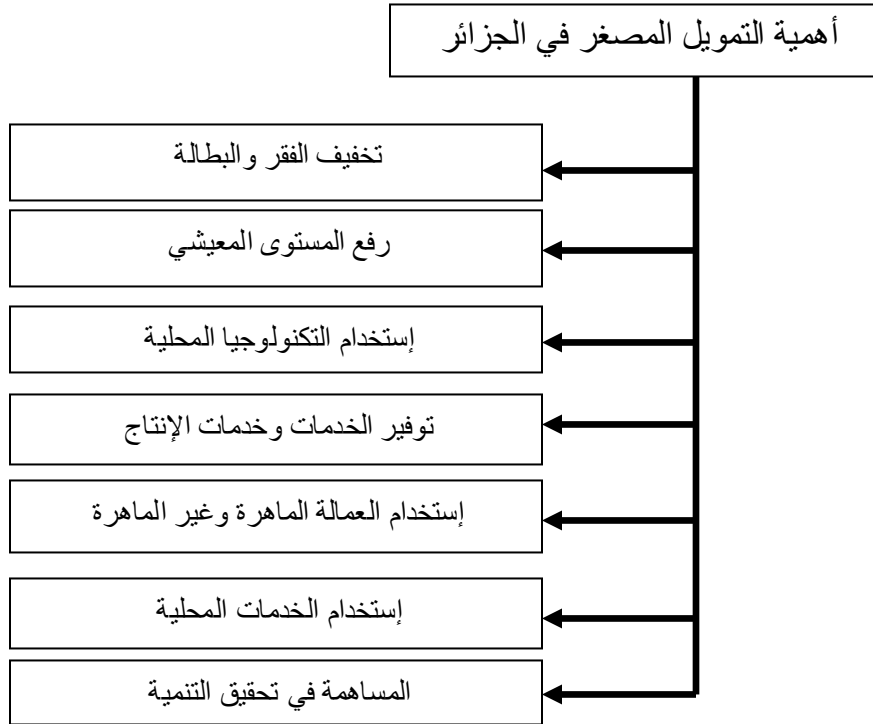 أهمية التمويل المصغر في الجزائر
تخفيف الفقر والبطالة
رفع المستوى المعيشي
إستخدام التكنولوجيا المحلية
توفير الخدمات وخدمات الإنتاج
إستخدام العمالة الماهرة وغير الماهرة
إستخدام الخدمات المحلية
المساهمة في تحقيق التنمية